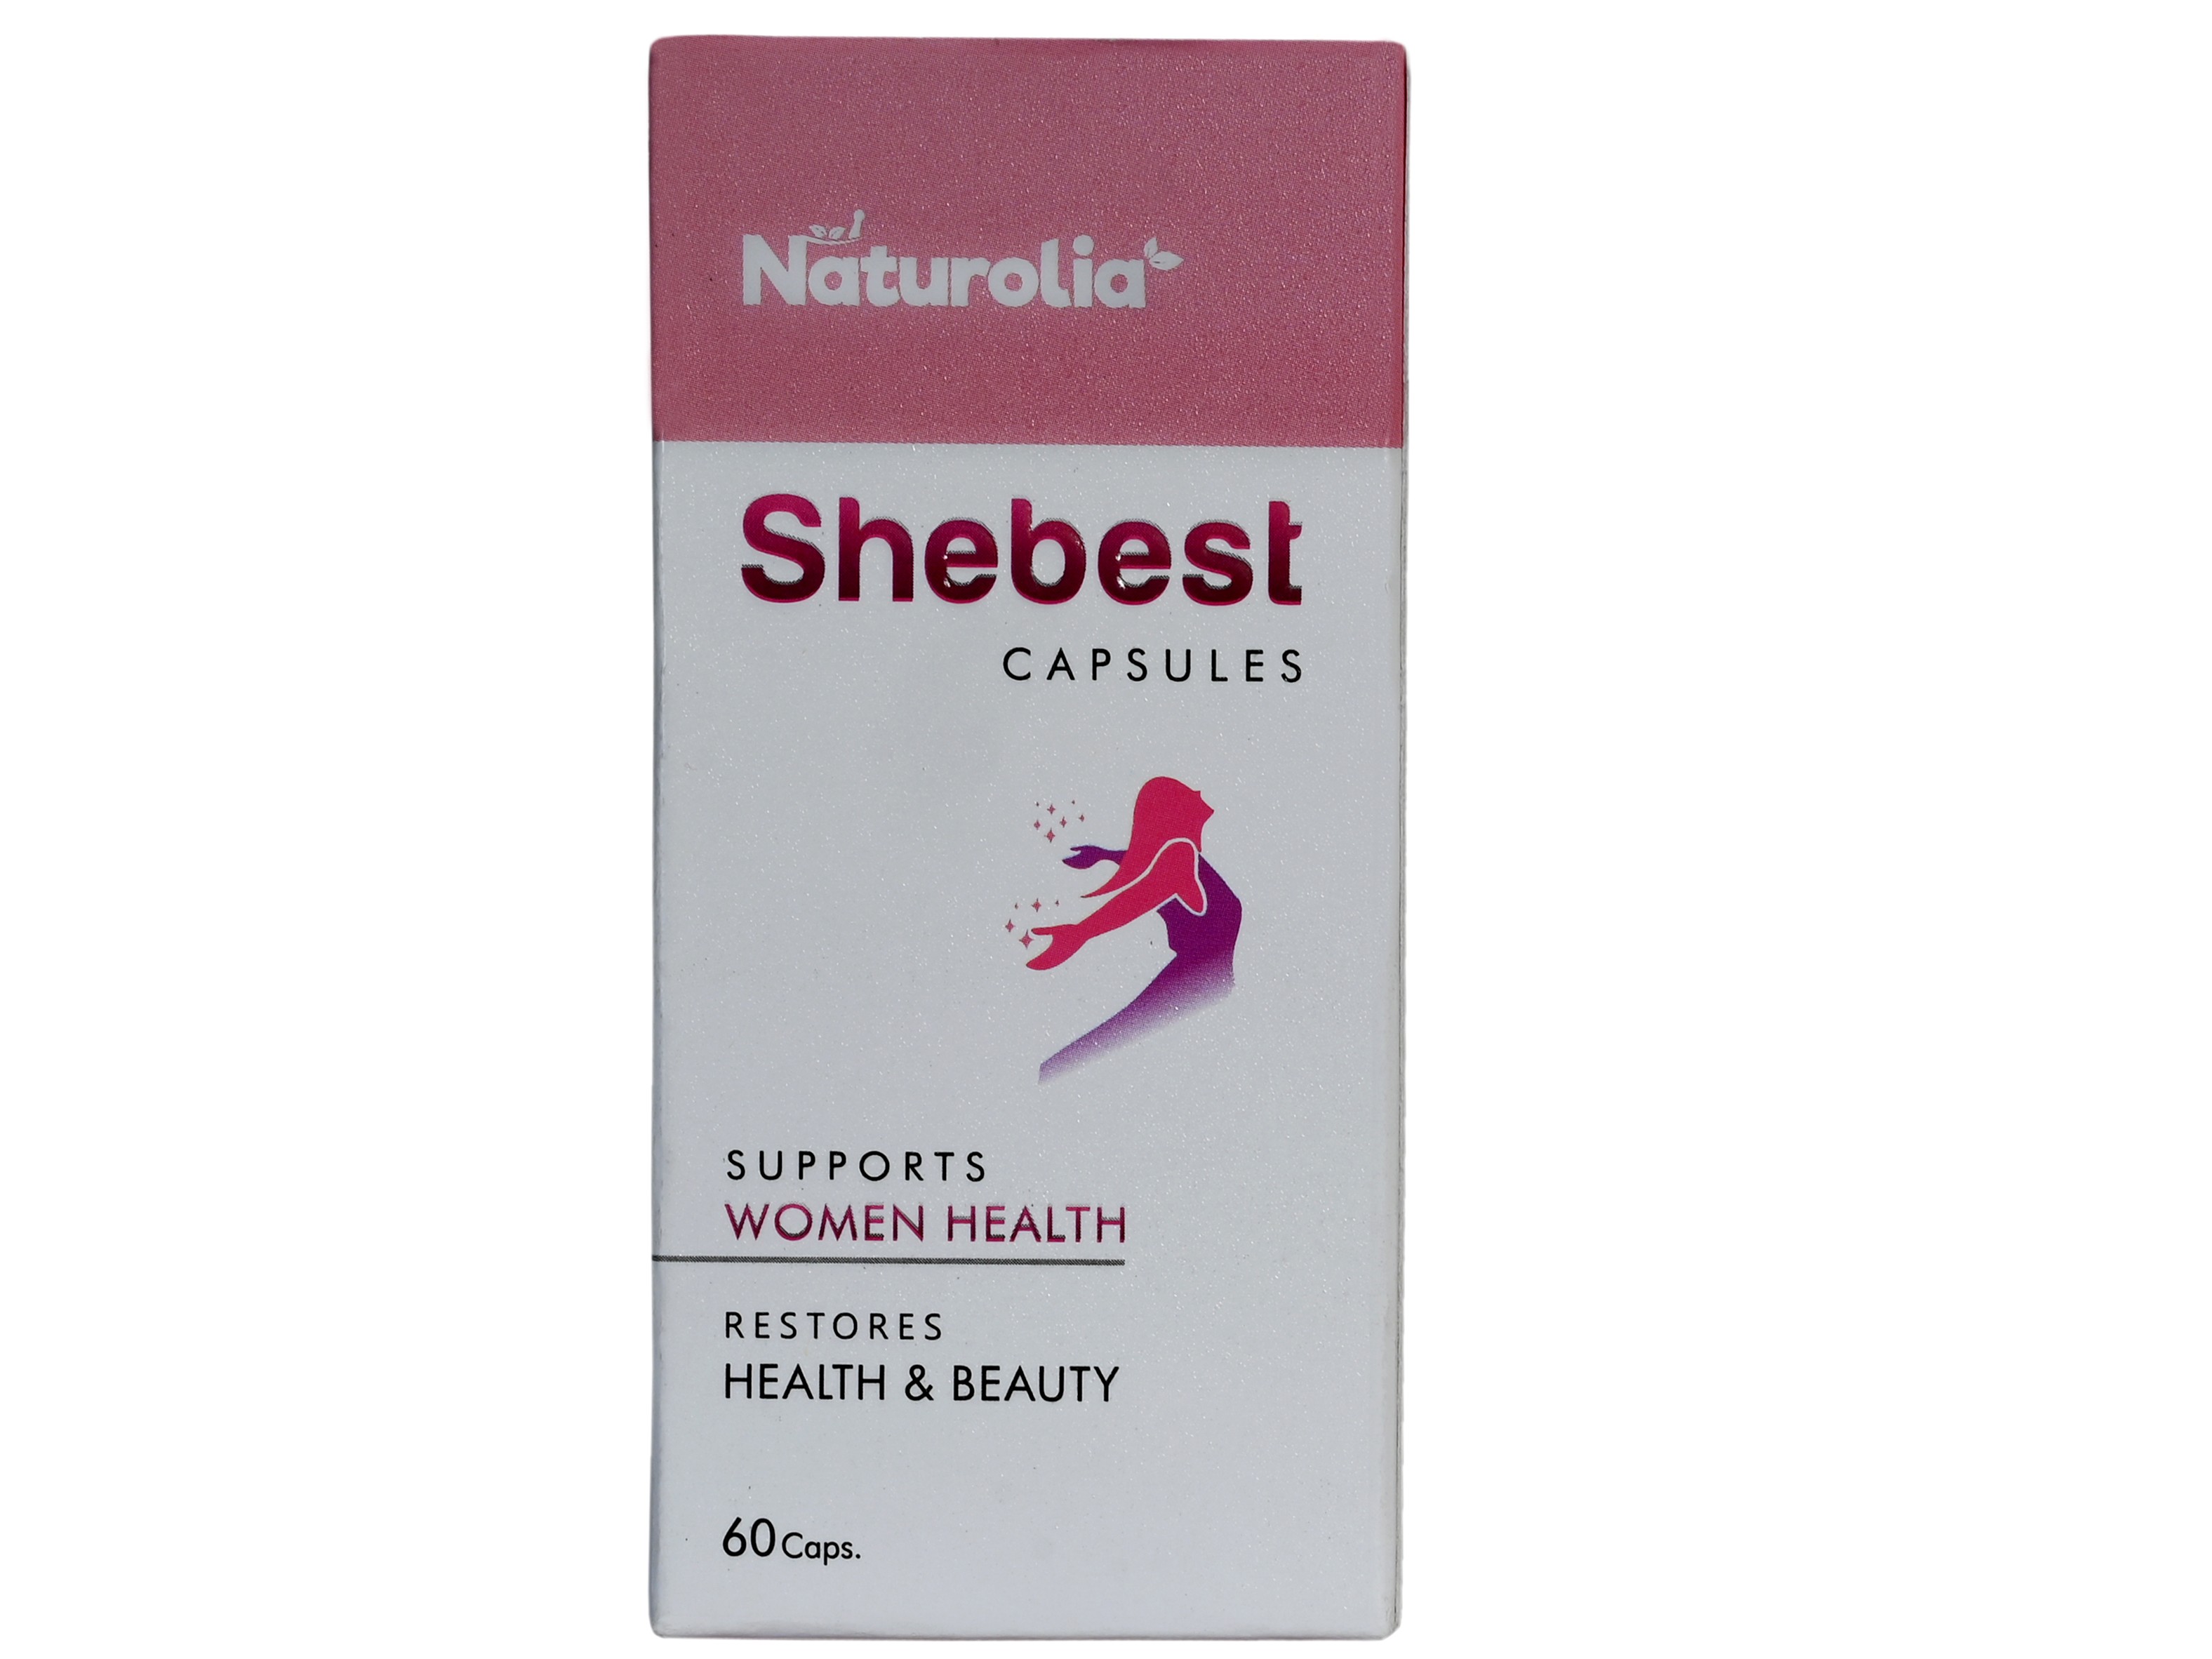 Naturolia
Shebest
CAPSULES
SUPPORTS
WOMEN HEALTH
RESTORES
HEALTH & BEAUTY
60 Caps.